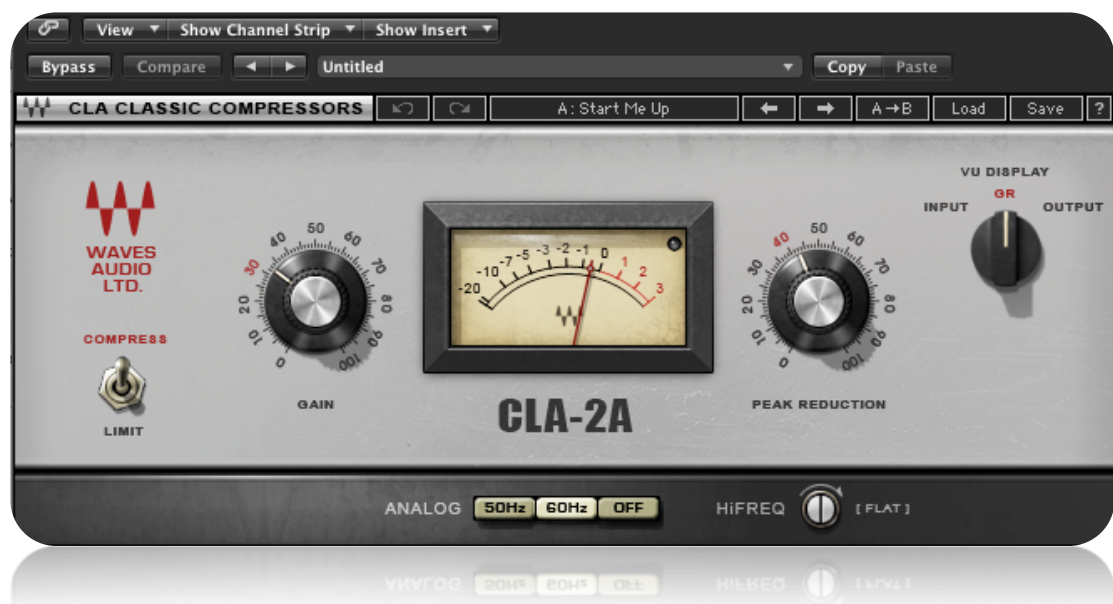 View Show Channel Strip Show Insert
Bypass Compare Untitled Copy Paste
CLA CLASSIC COMPRESSORS A: Start Me Up A→B Load Save ?
VU DISPLAY
INPUT GR OUTPUT
WAVES
AUDIO
LTD.
COMPRESS
LIMIT
0 10 20 30 40 50 60 70 80 90 100
GAIN
-20 -10 -7 -5 -3 -2 -1 0 1 2 3
CLA-2A
0 10 20 30 40 50 60 70 80 90 100
PEAK REDUCTION
ANALOG 50Hz 60Hz OFF HiFREQ [ FLAT ]